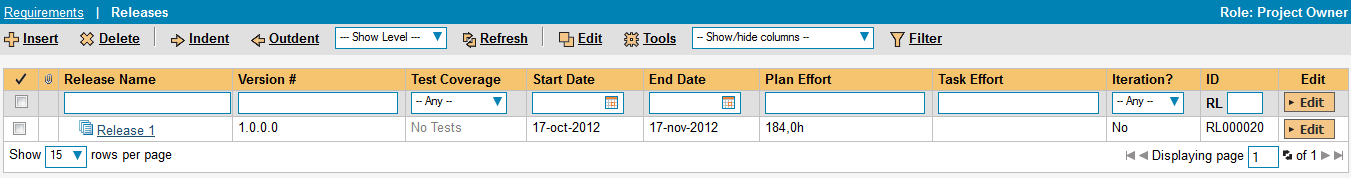 Requirements | Releases Role: Project Owner
Insert Delete Indent Outdent --- Show Level --- Refresh Edit Tools -- Show/hide columns -- Filter
Release Name Version # Test Coverage Start Date End Date Plan Effort Task Effort Iteration? ID Edit
-- Any -- -- Any -- RL Edit
Release 1 1.0.0.0 No Tests 17-oct-2012 17-nov-2012 184,0h No RL000020 Edit
Show 15 rows per page Displaying page 1 of 1